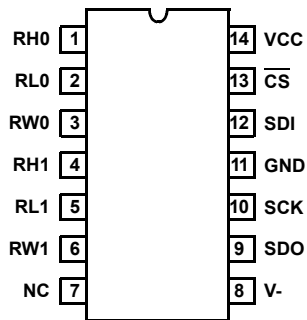 RH0 1 14 VCC
RL0 2 13 C̅S̅
RW0 3 12 SDI
RH1 4 11 GND
RL1 5 10 SCK
RW1 6 9 SDO
NC 7 8 V-